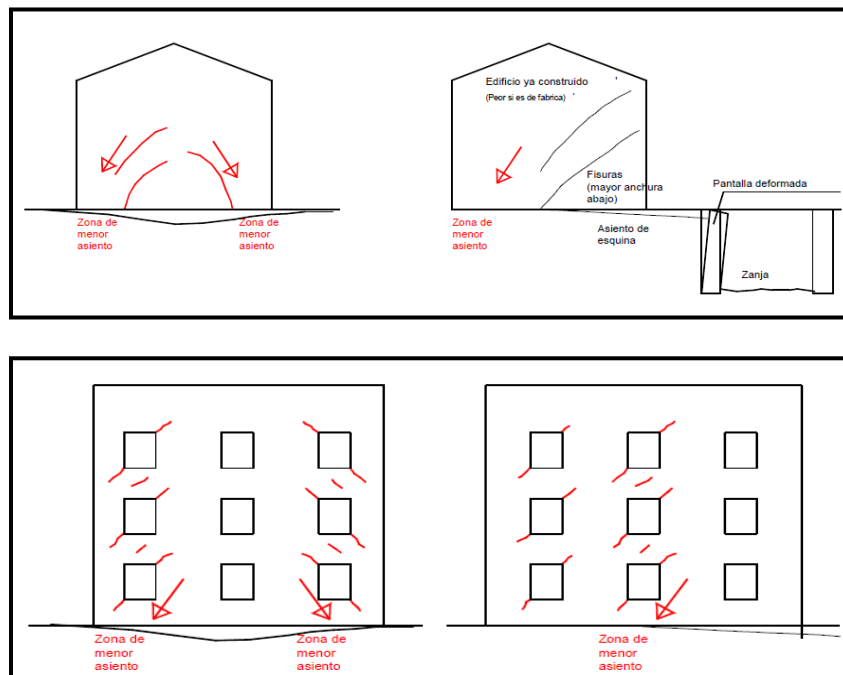 Edificio ya construido
(Peor si es de fabrica)
Fisuras
(mayor anchura
abajo)
Pantalla deformada
Zona de
menor
asiento
Zona de
menor
asiento
Zona de
menor
asiento
Asiento de
esquina
Zanja
Zona de
menor
asiento
Zona de
menor
asiento
Zona de
menor
asiento